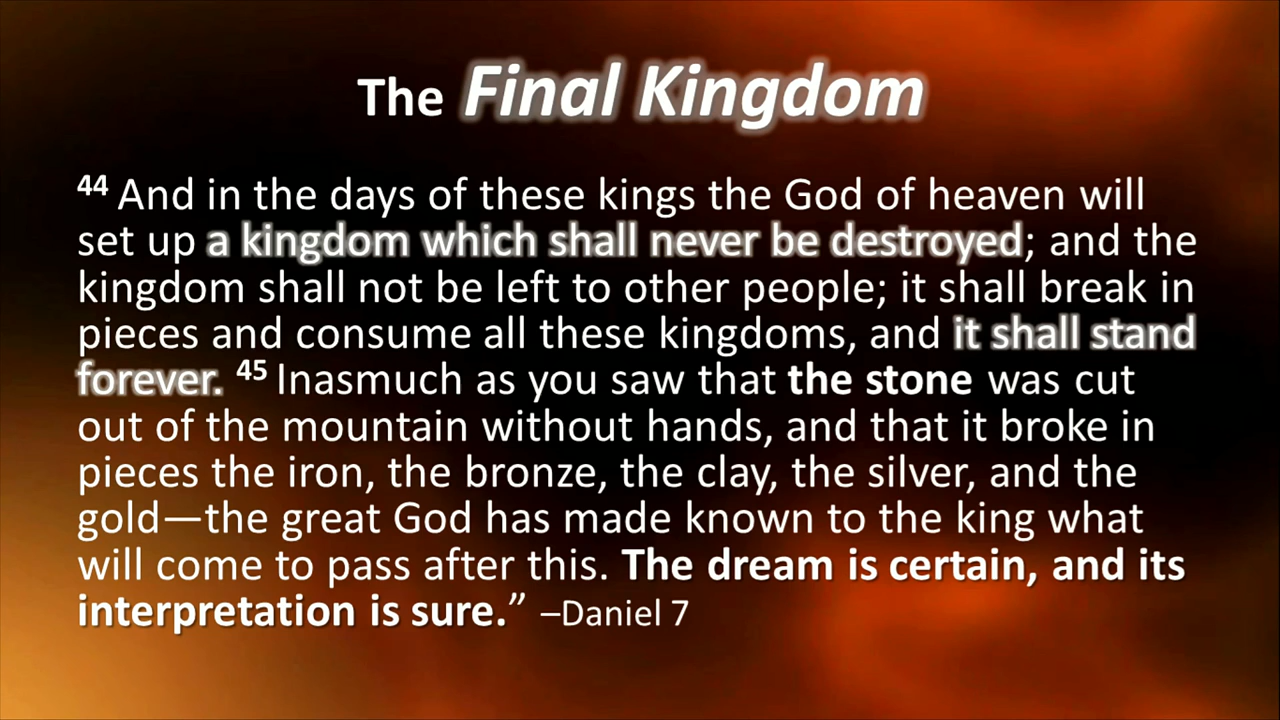 The Final Kingdom
44 And in the days of these kings the God of heaven will
set up a kingdom which shall never be destroyed; and the
kingdom shall not be left to other people; it shall break in
pieces and consume all these kingdoms, and it shall stand
forever. 45 Inasmuch as you saw that the stone was cut
out of the mountain without hands, and that it broke in
pieces the iron, the bronze, the clay, the silver, and the
gold—the great God has made known to the king what
will come to pass after this. The dream is certain, and its
interpretation is sure.” –Daniel 7